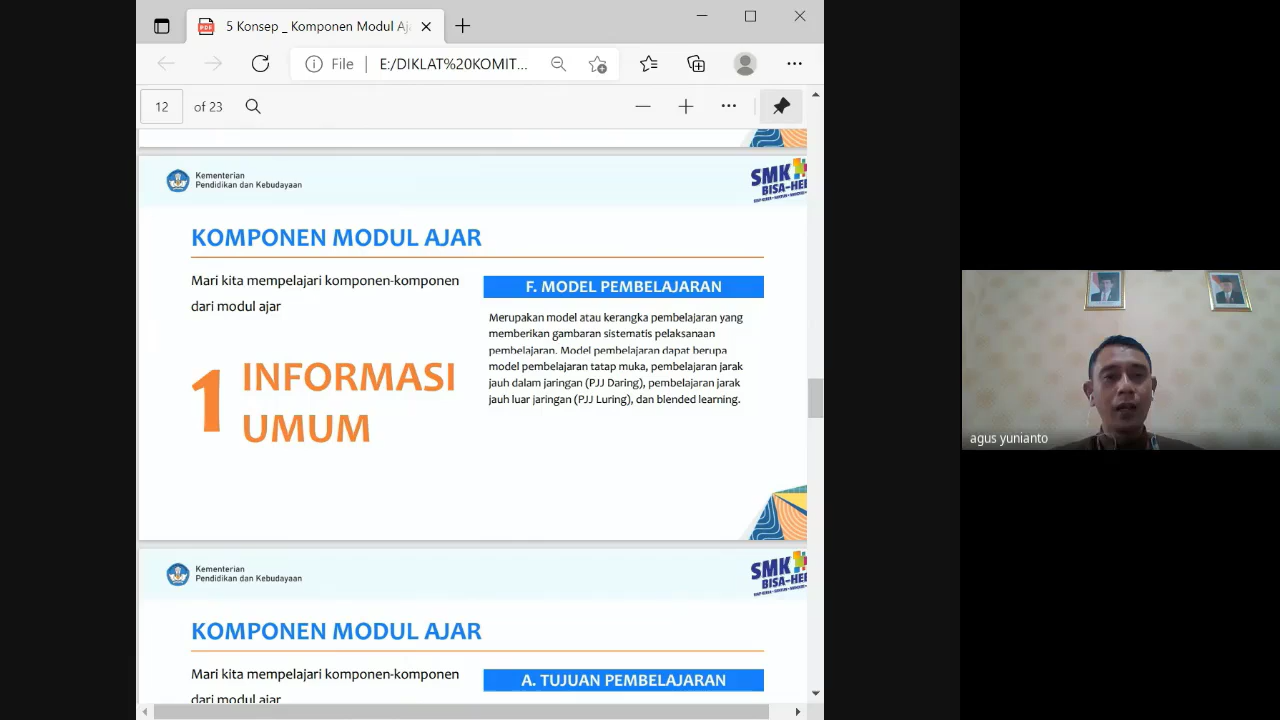 5 Konsep _ Komponen Modul Aj
File
E:/DIKLAT%20KOMIT...
12 of 23
Kementerian
Pendidikan dan Kebudayaan
SMK
BISA-HE
KOMPONEN MODUL AJAR
Mari kita mempelajari komponen-komponen
dari modul ajar
1 INFORMASI
UMUM
F. MODEL PEMBELAJARAN
Merupakan model atau kerangka pembelajaran yang
memberikan gambaran sistematis pelaksanaan
pembelajaran. Model pembelajaran dapat berupa
model pembelajaran tatap muka, pembelajaran jarak
jauh dalam jaringan (PJJ Daring), pembelajaran jarak
jauh luar jaringan (PJJ Luring), dan blended learning.
agus yunianto
Kementerian
Pendidikan dan Kebudayaan
SMK
BISA-HE
KOMPONEN MODUL AJAR
Mari kita mempelajari komponen-komponen
dari modul ajar
A. TUJUAN PEMBELAJARAN